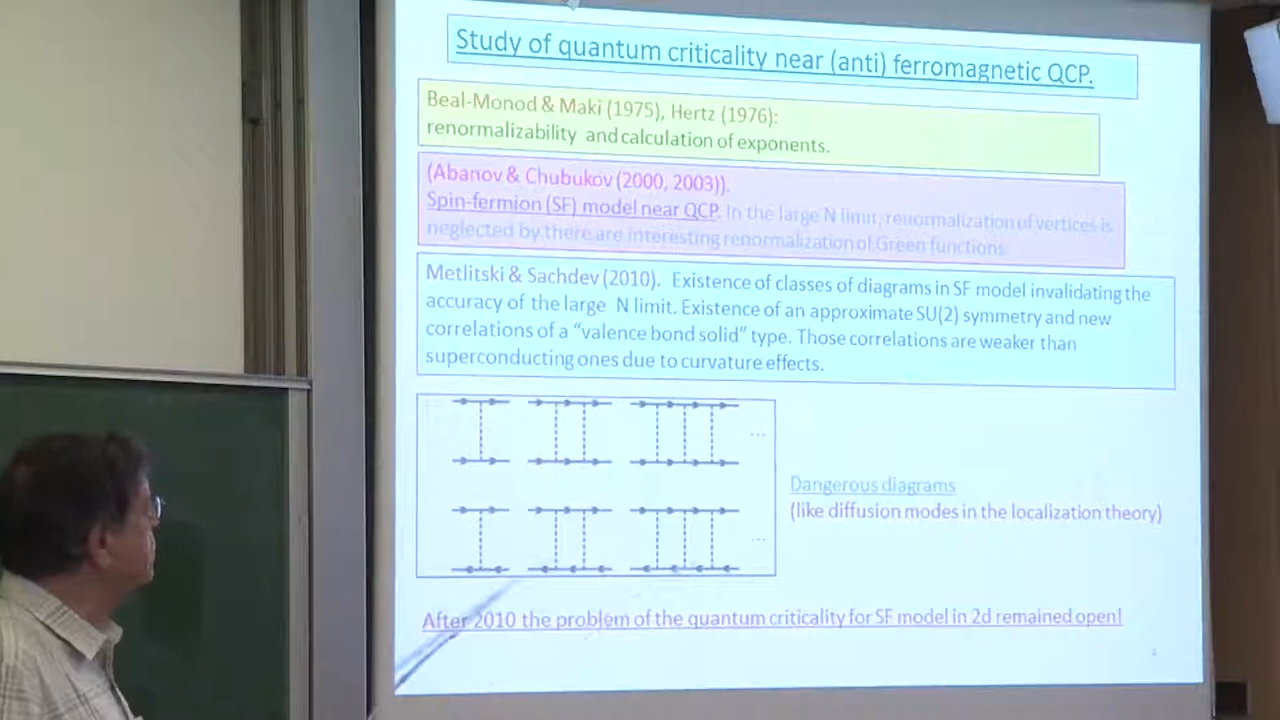 Study of quantum criticality near (anti) ferromagnetic QCP.
Beal-Monod & Maki (1975), Hertz (1976):
renormalizability and calculation of exponents.
(Abanov & Chubukov (2000, 2003)).
Spin-fermion (SF) model near QCP. In the large N limit, renormalization of vertices is
neglected by there are interesting renormalization of Green functions
Metlitski & Sachdev (2010). Existence of classes of diagrams in SF model invalidating the
accuracy of the large N limit. Existence of an approximate SU(2) symmetry and new
correlations of a "valence bond solid" type. Those correlations are weaker than
superconducting ones due to curvature effects.
...
...
Dangerous diagrams
(like diffusion modes in the localization theory)
After 2010 the problem of the quantum criticality for SF model in 2d remained open!